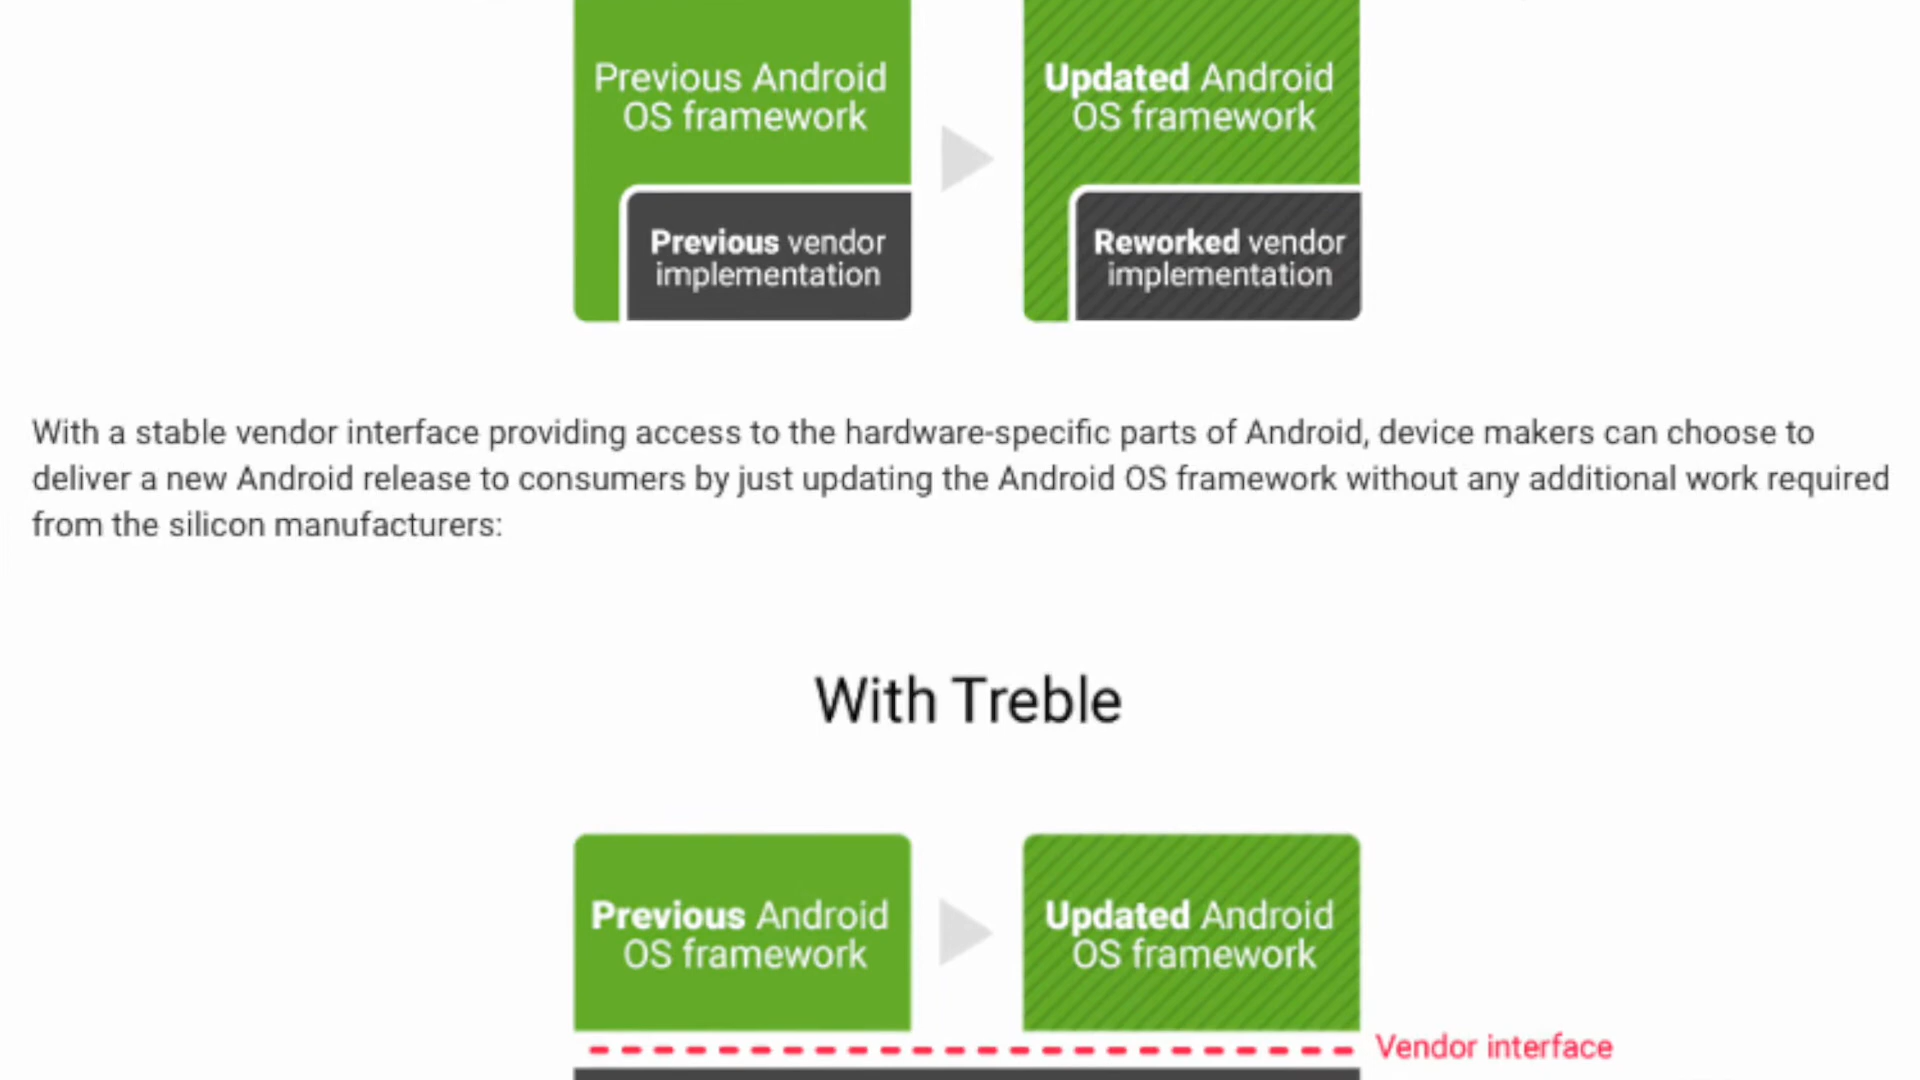 Previous Android
OS framework
Updated Android
OS framework
Previous vendor
implementation
Reworked vendor
implementation
With a stable vendor interface providing access to the hardware-specific parts of Android, device makers can choose to
deliver a new Android release to consumers by just updating the Android OS framework without any additional work required
from the silicon manufacturers:
With Treble
Previous Android
OS framework
Updated Android
OS framework
Vendor interface